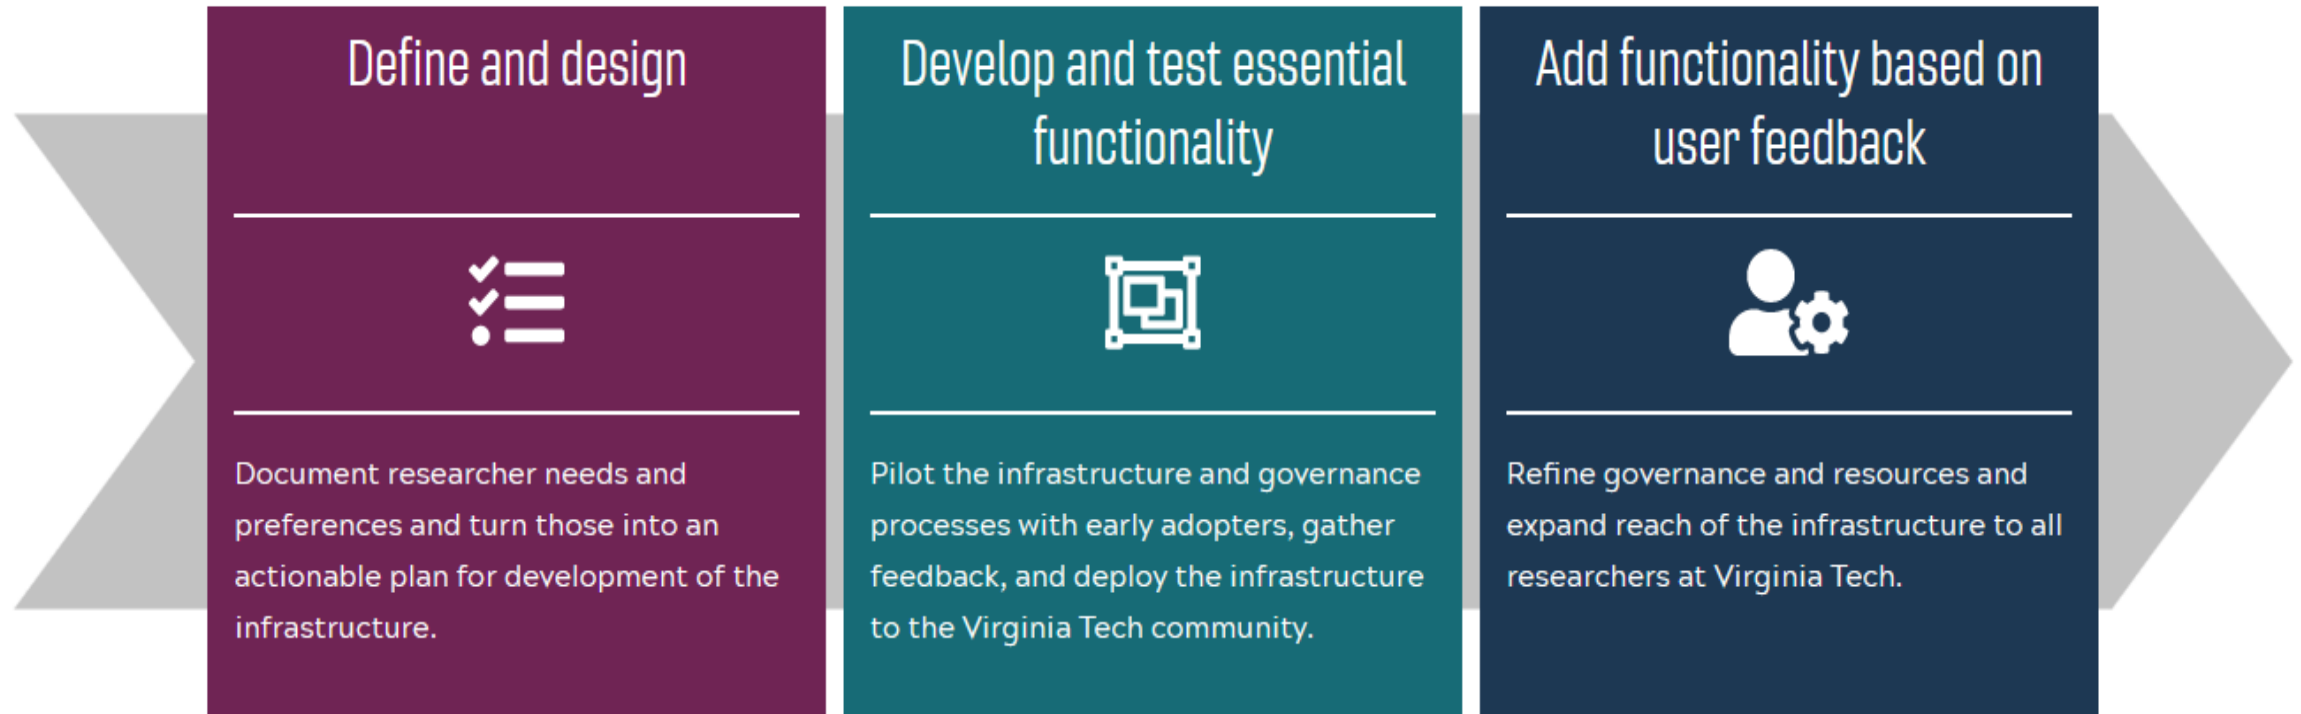 Define and design
Document researcher needs and
preferences and turn those into an
actionable plan for development of the
infrastructure.
Develop and test essential
functionality
Pilot the infrastructure and governance
processes with early adopters, gather
feedback, and deploy the infrastructure
to the Virginia Tech community.
Add functionality based on
user feedback
Refine governance and resources and
expand reach of the infrastructure to all
researchers at Virginia Tech.